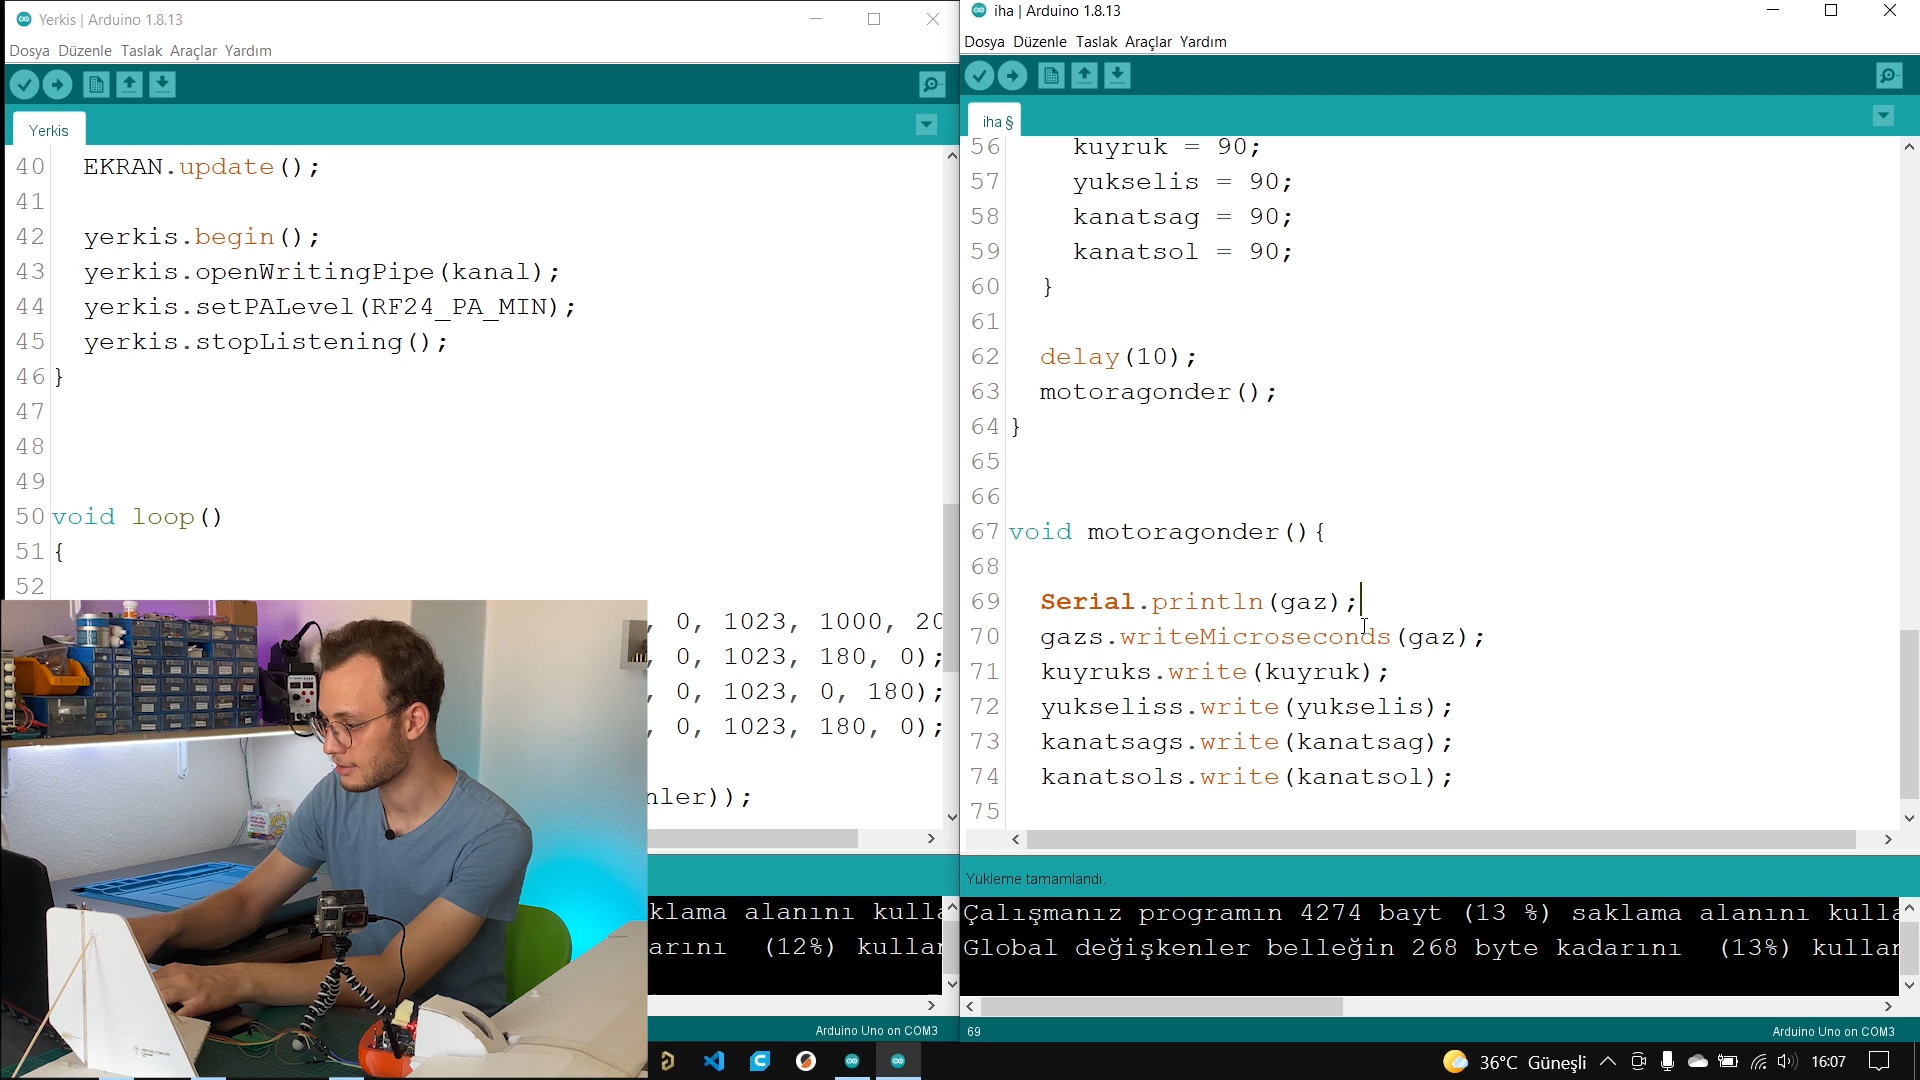 Yerkis | Arduino 1.8.13
Dosya Düzenle Taslak Araçlar Yardım
Yerkis
40 EKRAN.update();
41
42 yerkis.begin();
43 yerkis.openWritingPipe(kanal);
44 yerkis.setPALevel(RF24_PA_MIN);
45 yerkis.stopListening();
46 }
47
48
49
50 void loop()
51 {
52
, 0, 1023, 1000, 20
, 0, 1023, 180, 0);
, 0, 1023, 0, 180);
, 0, 1023, 180, 0);
nler));
klama alanını kulla
arını (12%) kullan
Arduino Uno on COM3
iha | Arduino 1.8.13
Dosya Düzenle Taslak Araçlar Yardım
iha §
56 kuyruk = 90;
57 yukselis = 90;
58 kanatsag = 90;
59 kanatsol = 90;
60 }
61
62 delay(10);
63 motoragonder();
64 }
65
66
67 void motoragonder(){
68
69 Serial.println(gaz);
70 gazs.writeMicroseconds(gaz);
71 kuyruks.write(kuyruk);
72 yukseliss.write(yukselis);
73 kanatsags.write(kanatsag);
74 kanatsols.write(kanatsol);
75
Yükleme tamamlandı.
Çalışmanız programın 4274 bayt (13 %) saklama alanını kulla
Global değişkenler belleğin 268 byte kadarını (13%) kullan
69
Arduino Uno on COM3
36°C Güneşli
16:07